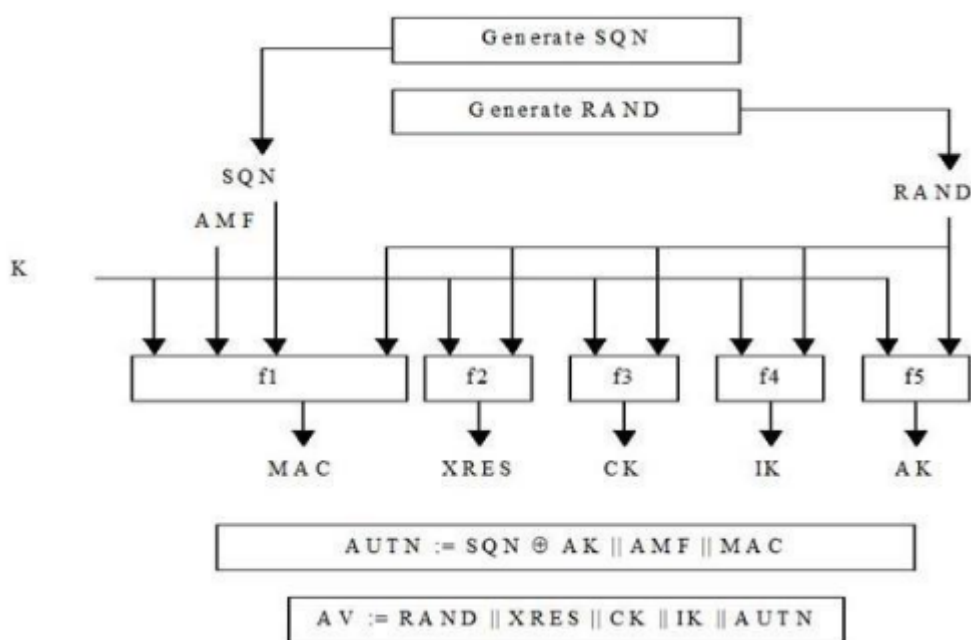 Generate SQN
Generate RAND
SQN
RAND
AMF
K
f1 f2 f3 f4 f5
MAC XRES CK IK AK
AUTN := SQN ⊕ AK || AMF || MAC
AV := RAND || XRES || CK || IK || AUTN